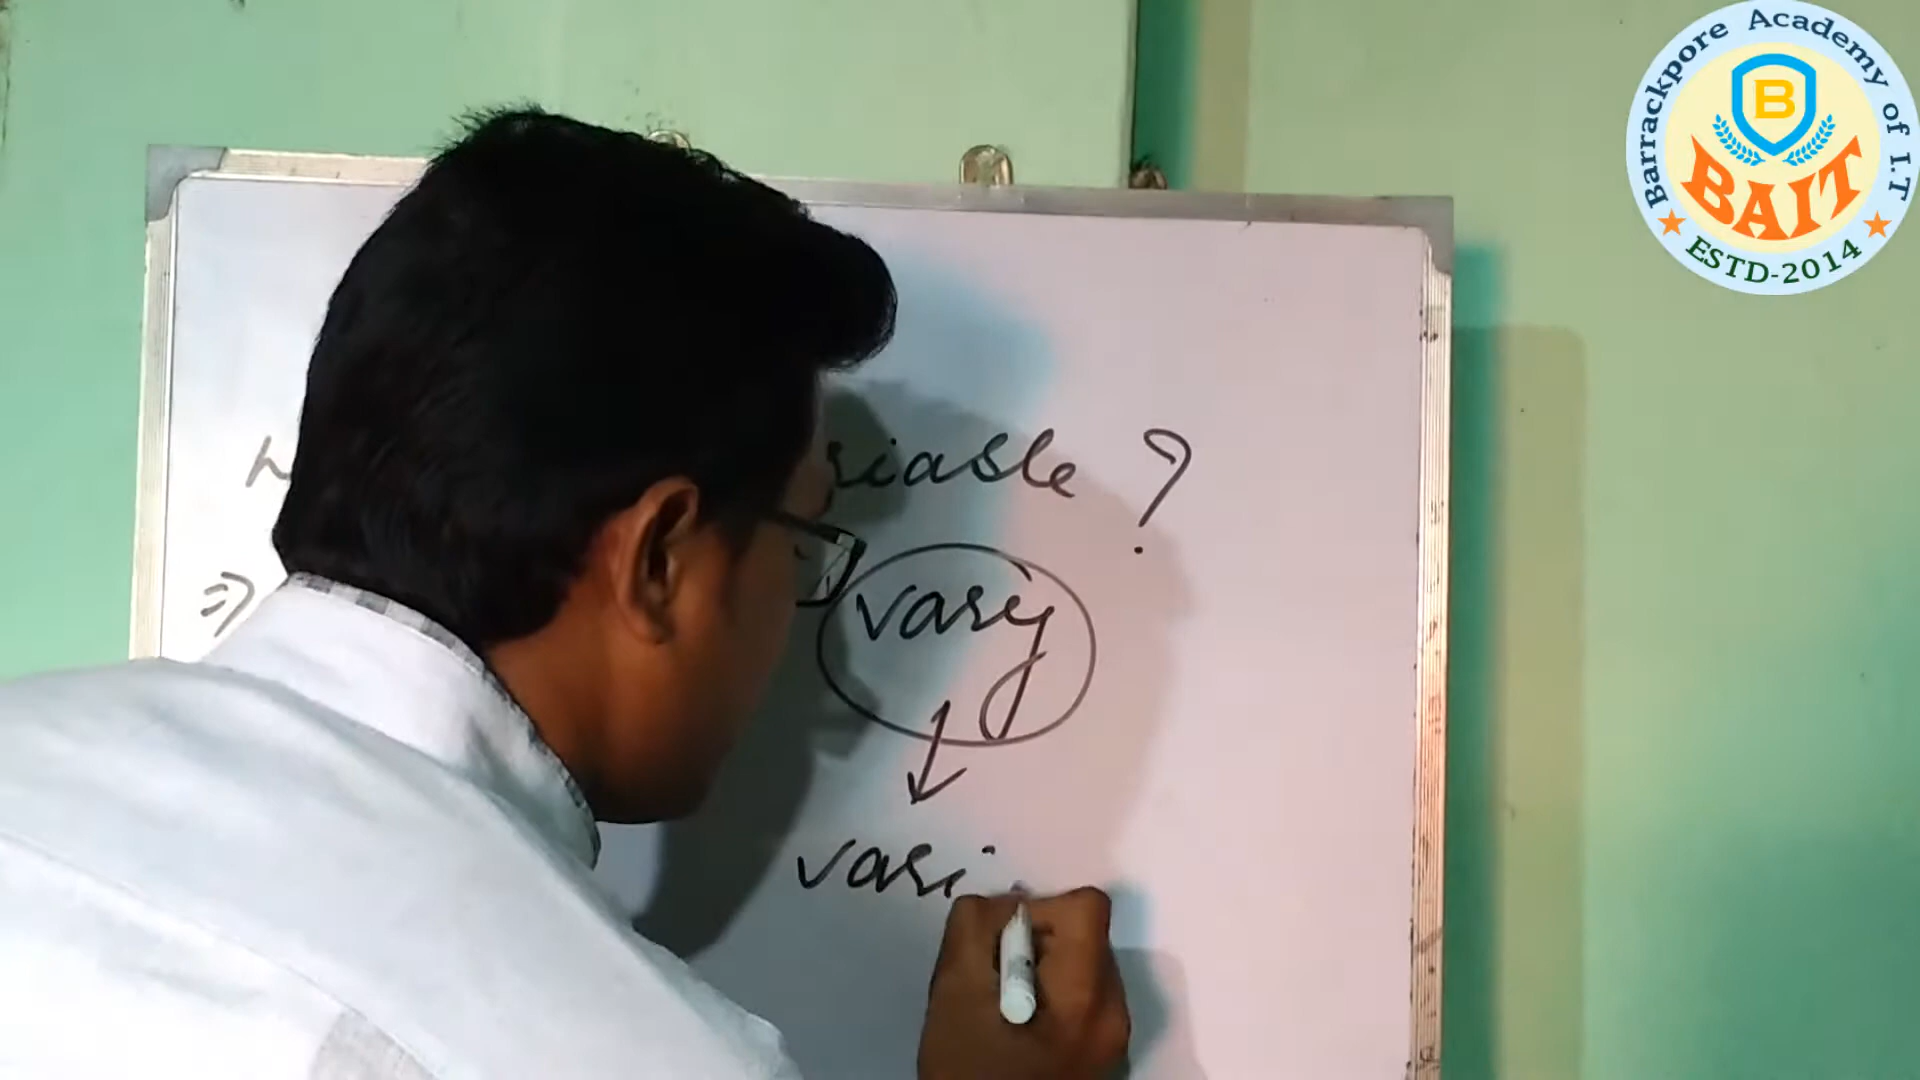 Barrackpore Academy of I.T
B
BAIT
ESTD-2014
riable ?
⇒
vary
↓
vari